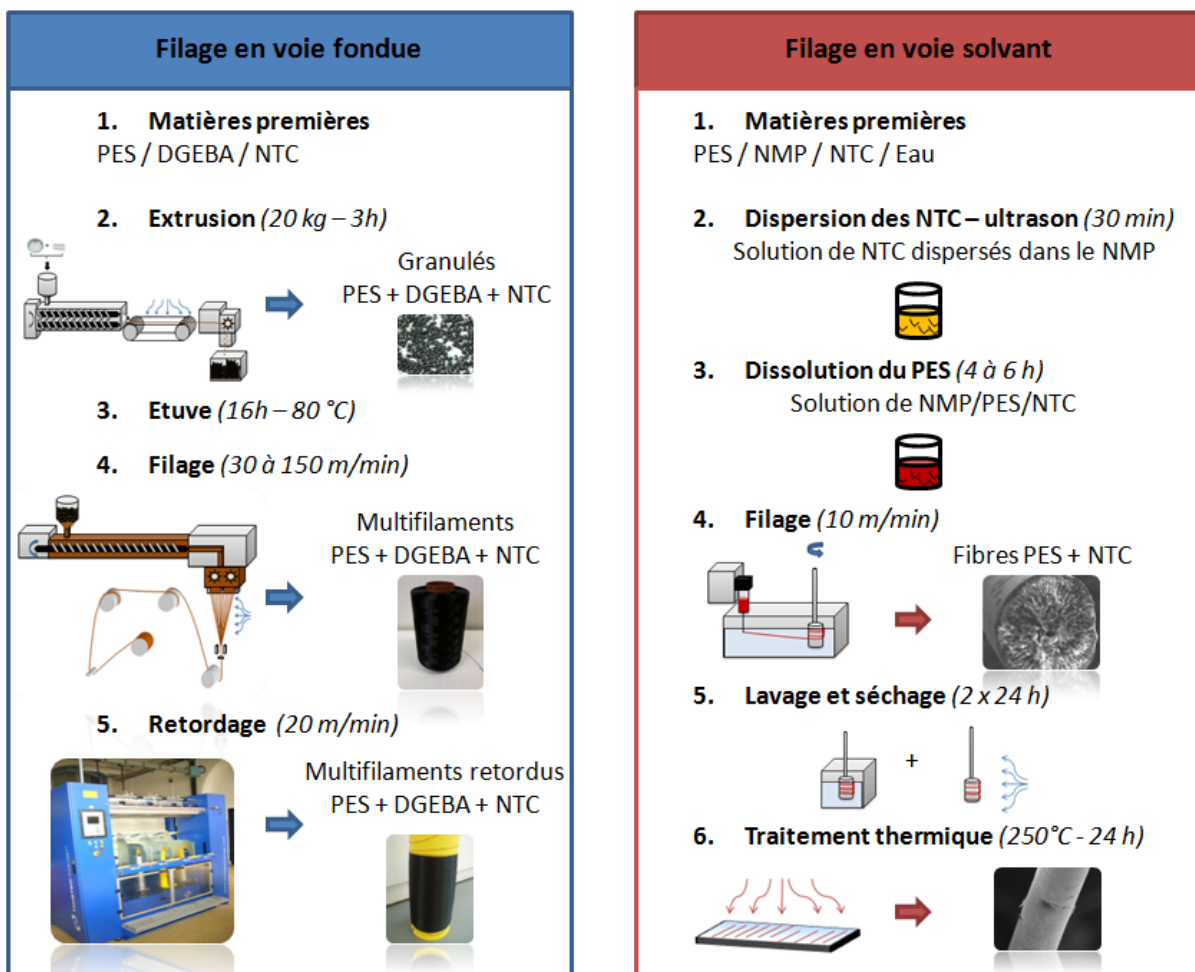 Filage en voie fondue
1. Matières premières
PES / DGEBA / NTC
2. Extrusion (20 kg – 3h)
Granulés
PES + DGEBA + NTC
3. Etuve (16h – 80 °C)
4. Filage (30 à 150 m/min)
Multifilaments
PES + DGEBA + NTC
5. Retordage (20 m/min)
Multifilaments retordus
PES + DGEBA + NTC
Filage en voie solvant
1. Matières premières
PES / NMP / NTC / Eau
2. Dispersion des NTC – ultrason (30 min)
Solution de NTC dispersés dans le NMP
3. Dissolution du PES (4 à 6 h)
Solution de NMP/PES/NTC
4. Filage (10 m/min)
Fibres PES + NTC
5. Lavage et séchage (2 x 24 h)
+
6. Traitement thermique (250°C - 24 h)